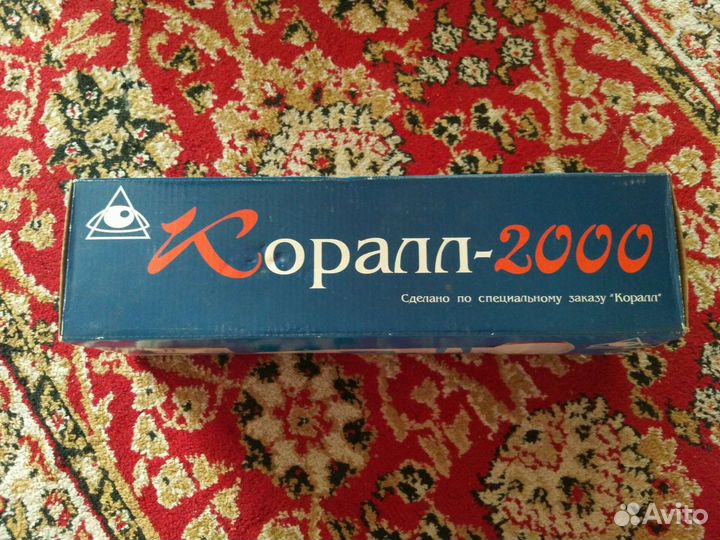 Коралл-2000
Сделано по специальному заказу "Коралл"
Avito